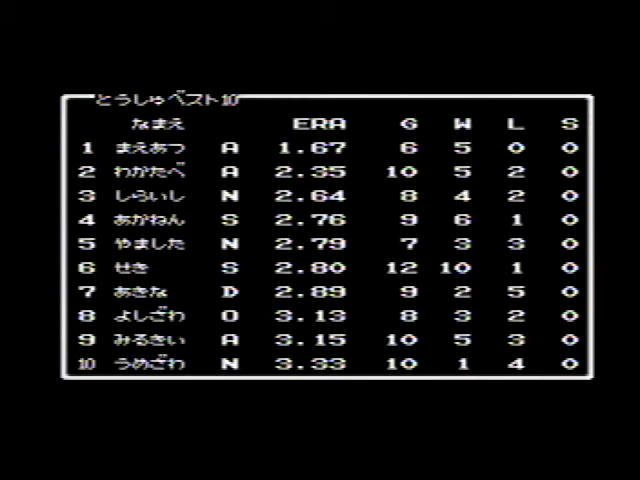 とうしゅベスト10
なまえ ERA G W L S
1 まえあつ A 1.67 6 5 0 0
2 わかたべ A 2.35 10 5 2 0
3 しらいし N 2.64 8 4 2 0
4 あかねん S 2.76 9 6 1 0
5 やました N 2.79 7 3 3 0
6 せき S 2.80 12 10 1 0
7 あきな D 2.89 9 2 5 0
8 よしざわ O 3.13 8 3 2 0
9 みるきい A 3.15 10 5 3 0
10 うめざわ N 3.33 10 1 4 0